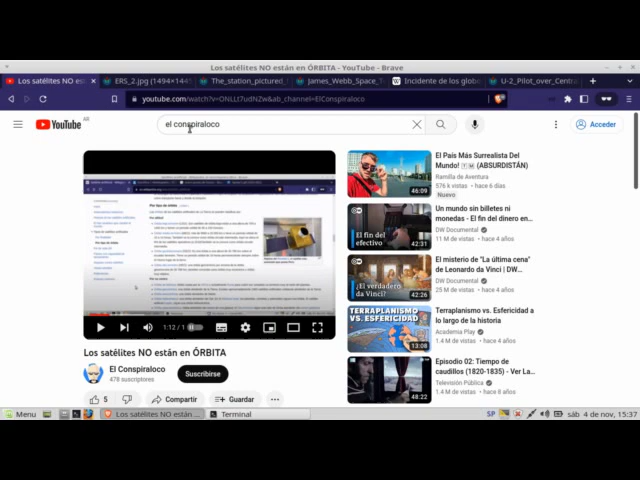 Los satélites NO están en ÓRBITA - YouTube - Brave
Los satélites NO es
ERS_2.jpg (1494×144
The_station_pictured_
James_Webb_Space_T
Incidente de los globo
U-2_Pilot_over_Centr
youtube.com/watch?v=ONLLt7udNZw&ab_channel=ElConspiraloco
YouTube AR
el conspiraloco
Acceder
1:12 / 1
Los satélites NO están en ÓRBITA
El Conspiraloco
478 suscriptores
Suscribirse
5
Compartir
Guardar
46:09
El País Más Surrealista Del
Mundo! 🇹🇲 (ABSURDISTÁN)
Ramilla de Aventura
576 k vistas • hace 6 días
Nuevo
El fin del
efectivo
42:31
Un mundo sin billetes ni
monedas - El fin del dinero en...
DW Documental
11 M de vistas • hace 4 años
¿El verdadero
da Vinci?
42:26
El misterio de "La última cena"
de Leonardo da Vinci | DW...
DW Documental
25 M de vistas • hace 4 años
TERRAPLANISMO
VS. ESFERICIDAD
13:08
Terraplanismo vs. Esfericidad a
lo largo de la historia
Academia Play
1.4 M de vistas • hace 4 años
48:22
Episodio 02: Tiempo de
caudillos (1820-1835) - Ver La...
Televisión Pública
1.4 M de vistas • hace 8 años
Menu
Los satélites NO están ...
Terminal
SP
sáb 4 de nov, 15:37